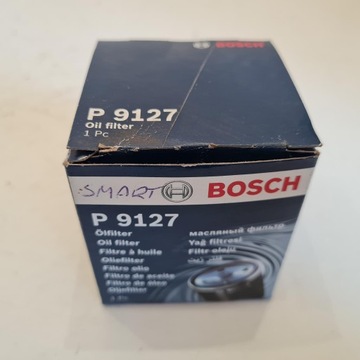 BOSCH
P 9127
Oil filter
1 Pc
SMART BOSCH
P 9127
Ölfilter
Oil filter
Filtre à huile
Oliefilter
Filtro olio
Filtro de aceite
Filtro de óleo
масляный фильтр
Yağ filtresi
Filtr oleju